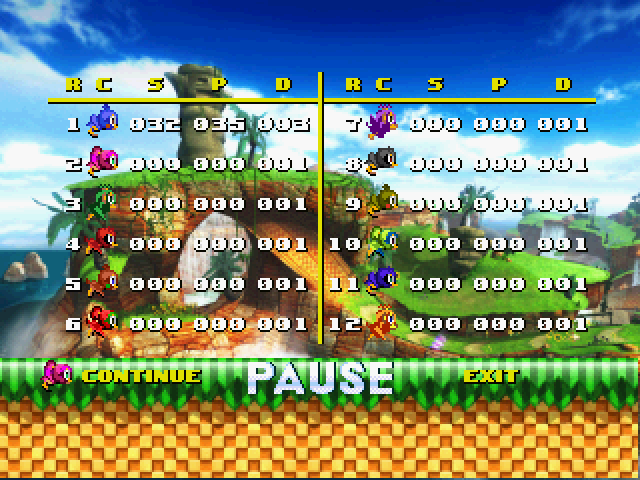 R C S P D
1 032 035 003
2 000 000 001
3 000 000 001
4 000 000 001
5 000 000 001
6 000 000 001
R C S P D
7 000 000 001
8 000 000 001
9 000 000 001
10 000 000 001
11 000 000 001
12 000 000 001
CONTINUE PAUSE EXIT